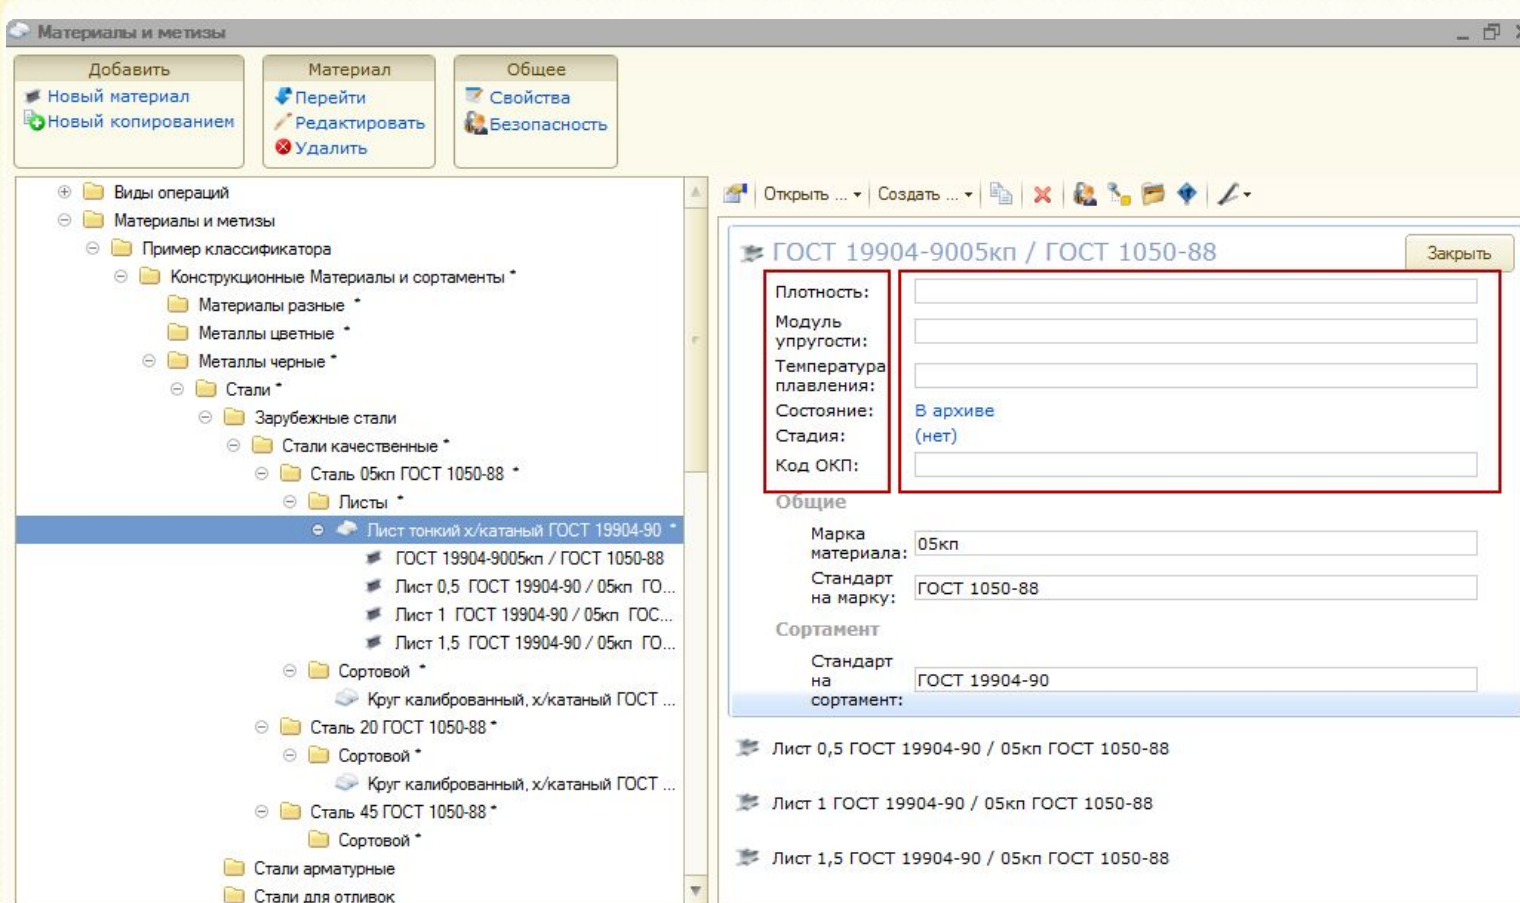 Материалы и метизы
Добавить
Новый материал
Новый копированием
Материал
Перейти
Редактировать
Удалить
Общее
Свойства
Безопасность
Виды операций
Материалы и метизы
Пример классификатора
Конструкционные Материалы и сортаменты *
Материалы разные *
Металлы цветные *
Металлы черные *
Стали *
Зарубежные стали
Стали качественные *
Сталь 05кп ГОСТ 1050-88 *
Листы *
Лист тонкий х/катаный ГОСТ 19904-90 *
ГОСТ 19904-9005кп / ГОСТ 1050-88
Лист 0,5 ГОСТ 19904-90 / 05кп ГО...
Лист 1 ГОСТ 19904-90 / 05кп ГОС...
Лист 1,5 ГОСТ 19904-90 / 05кп ГО...
Сортовой *
Круг калиброванный, х/катаный ГОСТ ...
Сталь 20 ГОСТ 1050-88 *
Сортовой *
Круг калиброванный, х/катаный ГОСТ ...
Сталь 45 ГОСТ 1050-88 *
Сортовой *
Стали арматурные
Стали для отливок
Открыть ...
Создать ...
ГОСТ 19904-9005кп / ГОСТ 1050-88
Закрыть
Плотность:
Модуль
упругости:
Температура
плавления:
Состояние: В архиве
Стадия: (нет)
Код ОКП:
Общие
Марка
материала: 05кп
Стандарт
на марку: ГОСТ 1050-88
Сортамент
Стандарт
на ГОСТ 19904-90
сортамент:
Лист 0,5 ГОСТ 19904-90 / 05кп ГОСТ 1050-88
Лист 1 ГОСТ 19904-90 / 05кп ГОСТ 1050-88
Лист 1,5 ГОСТ 19904-90 / 05кп ГОСТ 1050-88